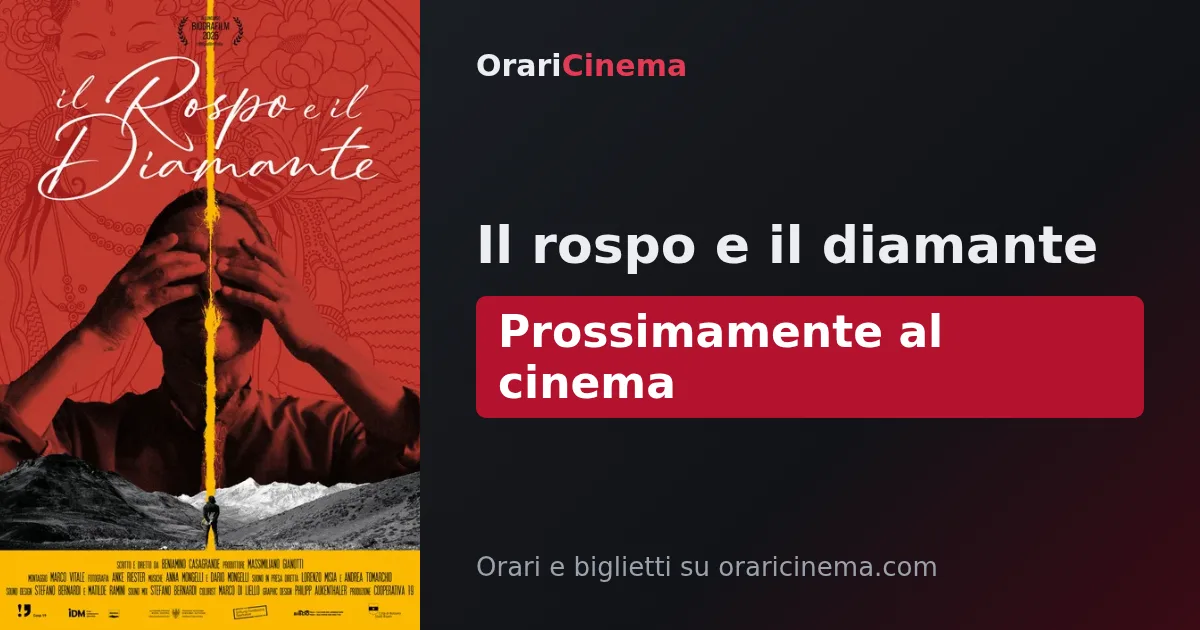 BIOGRAFILM
il Rospo e il
Diamante
SCRITTO E DIRETTO DA BENIAMINO CASAGRANDE PRODUTTORE MASSIMILIANO GIANOTTI
MONTAGGIO MARCO VITALE FOTOGRAFIA ANKE RIESTER MUSICHE ANNA MONGELLI E DARIO MONGELLI SUONO IN PRESA DIRETTA LORENZO MISIA E ANDREA TOMARCHIO
SOUND DESIGN STEFANO BERNARDI E MATILDE RAMINI SOUND MIX STEFANO BERNARDI COLORIST MARCO DI LIELLO GRAPHIC DESIGN PHILIPP AUKENTHALER PRODUZIONE COOPERATIVA 19
IDM
OrariCinema
Il rospo e il diamante
Prossimamente al
cinema
Orari e biglietti su oraricinema.com